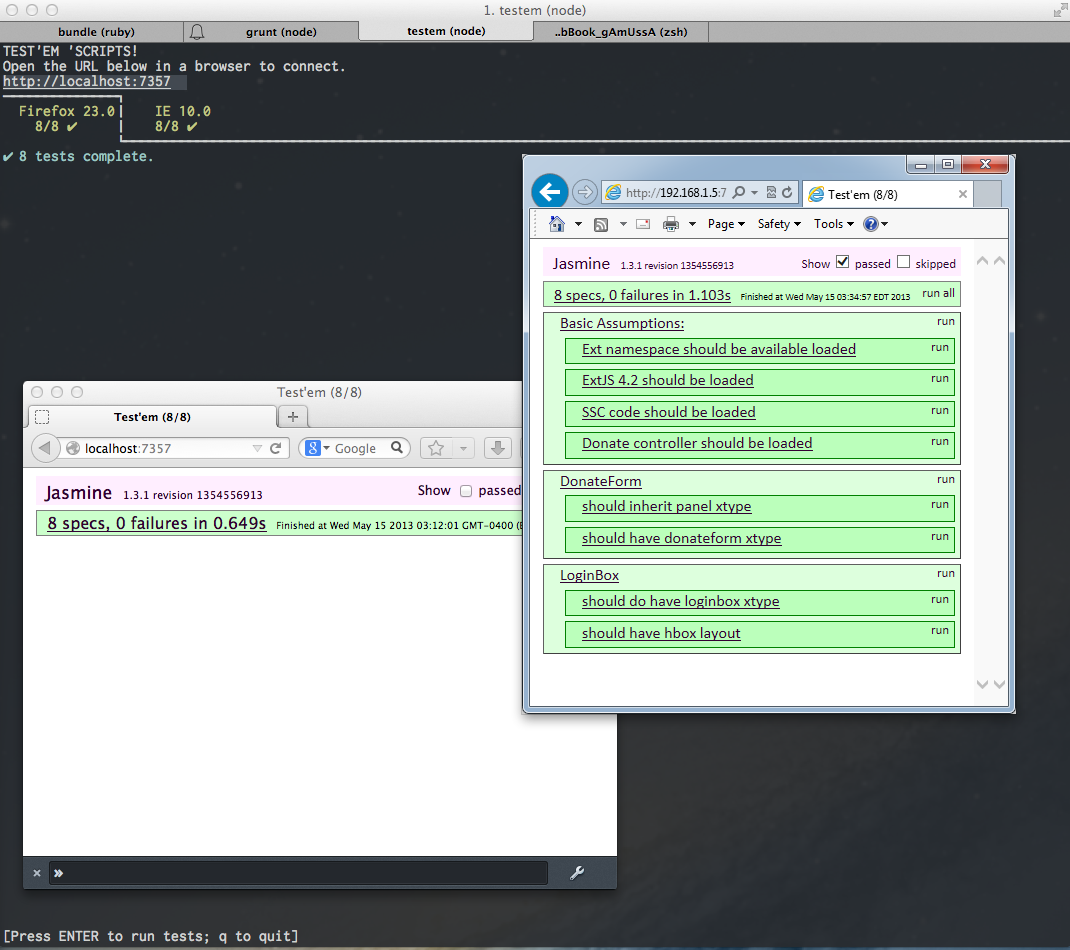 1. testem (node)
bundle (ruby)
grunt (node)
testem (node)
..bBook_gAmUssA (zsh)
TEST'EM 'SCRIPTS!
Open the URL below in a browser to connect.
http://localhost:7357
Firefox 23.0 IE 10.0
8/8 ✔ 8/8 ✔
✔ 8 tests complete.
http://192.168.1.5:7
Test'em (8/8)
Page Safety Tools
Jasmine 1.3.1 revision 1354556913 Show passed skipped
8 specs, 0 failures in 1.103s Finished at Wed May 15 03:34:57 EDT 2013 run all
Basic Assumptions: run
Ext namespace should be available loaded run
ExtJS 4.2 should be loaded run
SSC code should be loaded run
Donate controller should be loaded run
DonateForm run
should inherit panel xtype run
should have donateform xtype run
LoginBox run
should do have loginbox xtype run
should have hbox layout run
Test'em (8/8)
Test'em (8/8)
localhost:7357
Google
Jasmine 1.3.1 revision 1354556913 Show passed
8 specs, 0 failures in 0.649s Finished at Wed May 15 2013 03:12:01 GMT-0400 (
[Press ENTER to run tests; q to quit]